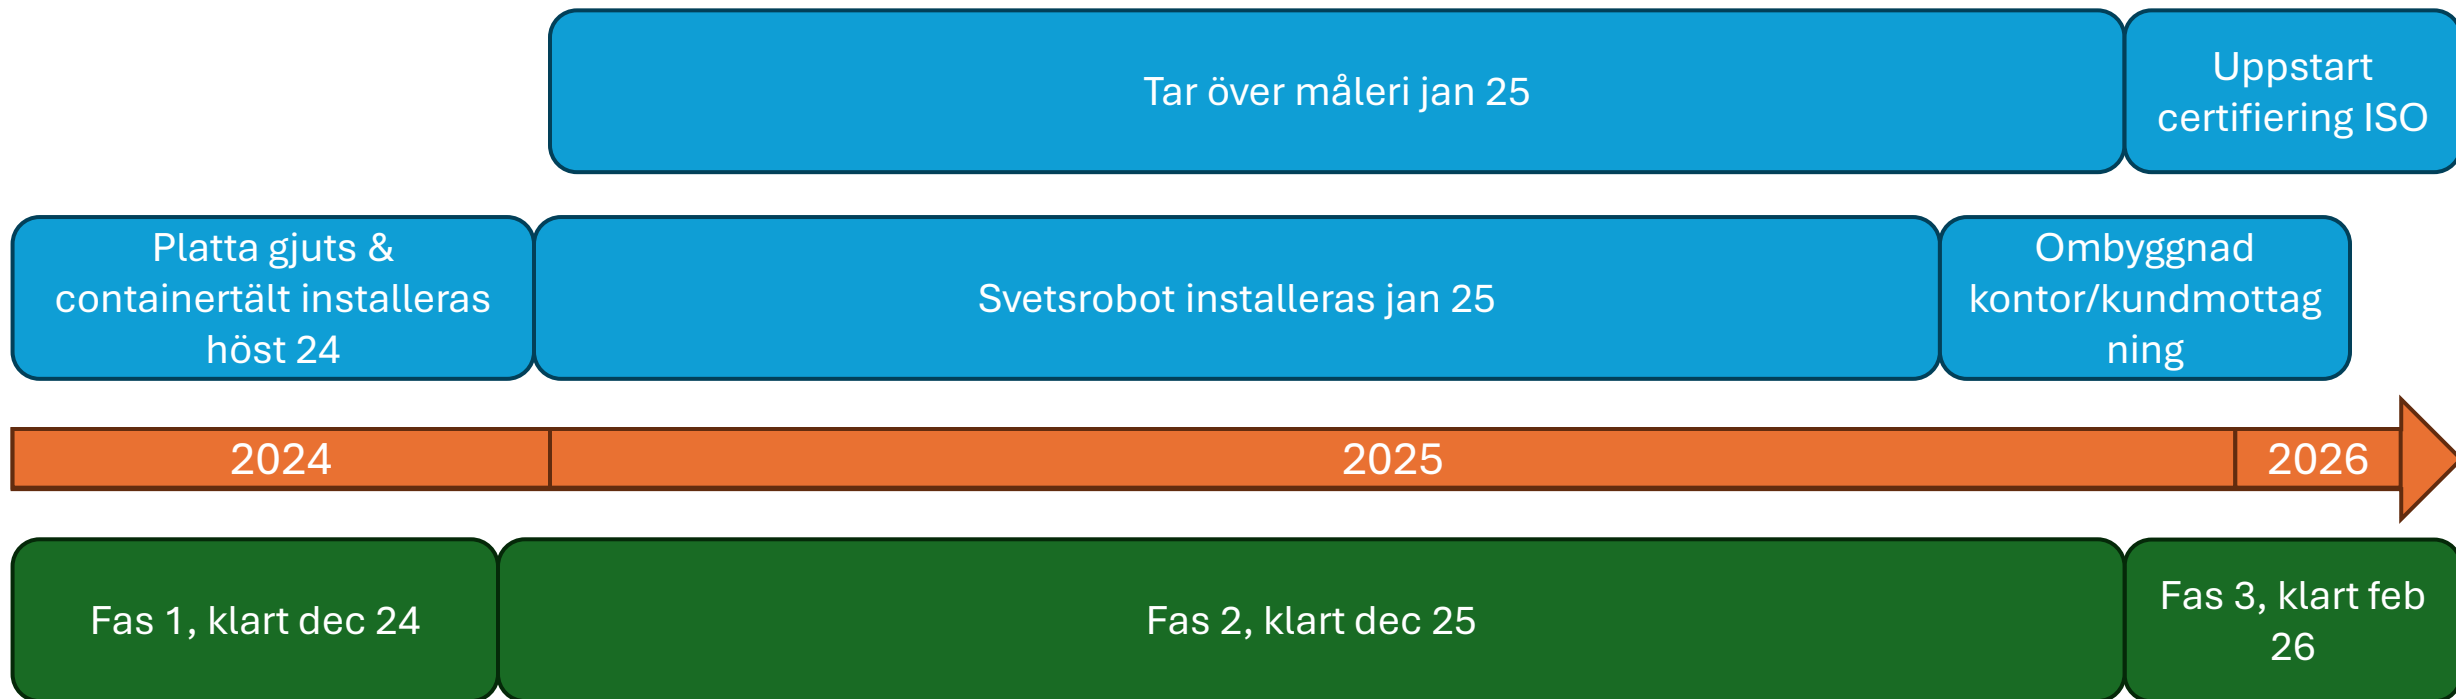 Tar över måleri jan 25
Uppstart
certifiering ISO
Platta gjuts &
containertält installeras
höst 24
Svetsrobot installeras jan 25
Ombyggnad
kontor/kundmottag
ning
2024
2025
2026
Fas 1, klart dec 24
Fas 2, klart dec 25
Fas 3, klart feb
26